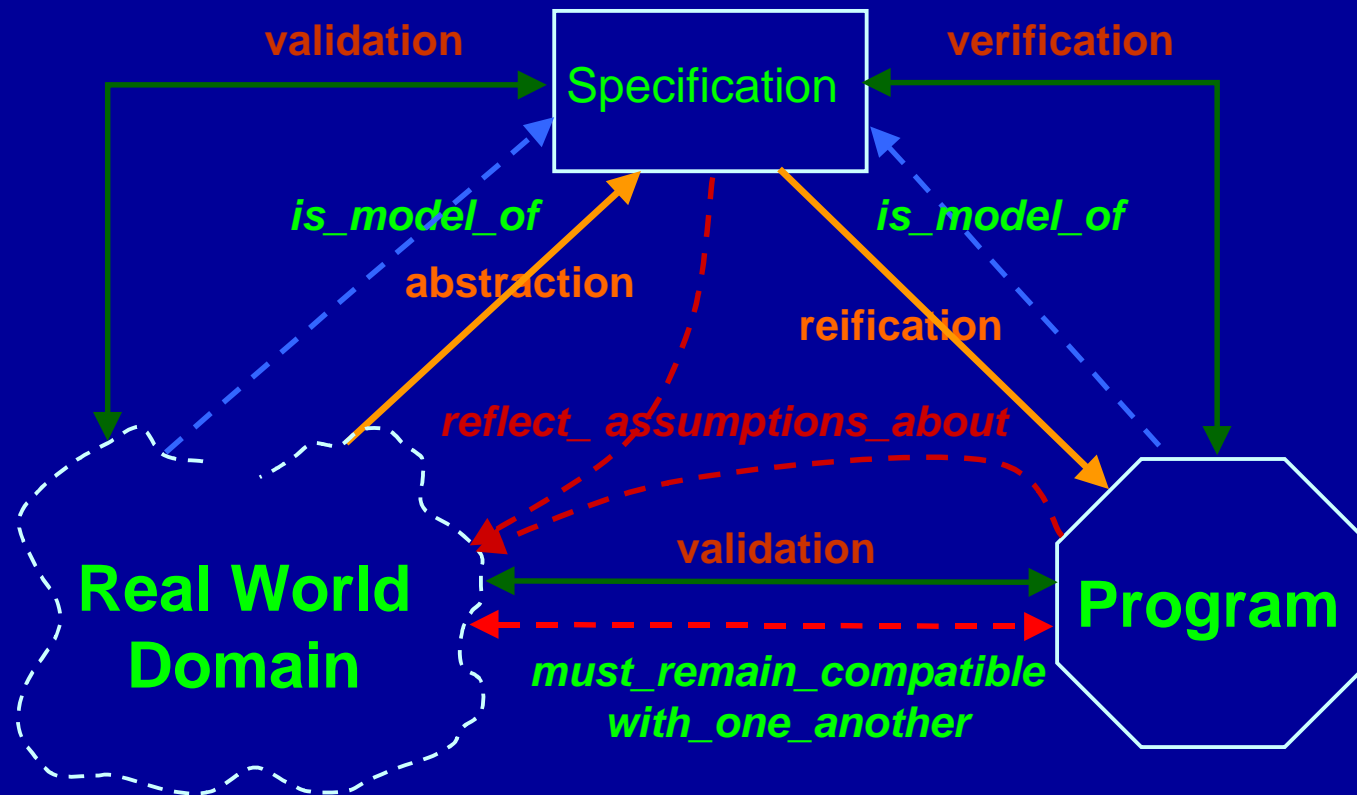 validation
verification
Specification
is_model_of
is_model_of
abstraction
reification
reflect_ assumptions_about
validation
Real World
Domain
Program
must_remain_compatible
with_one_another